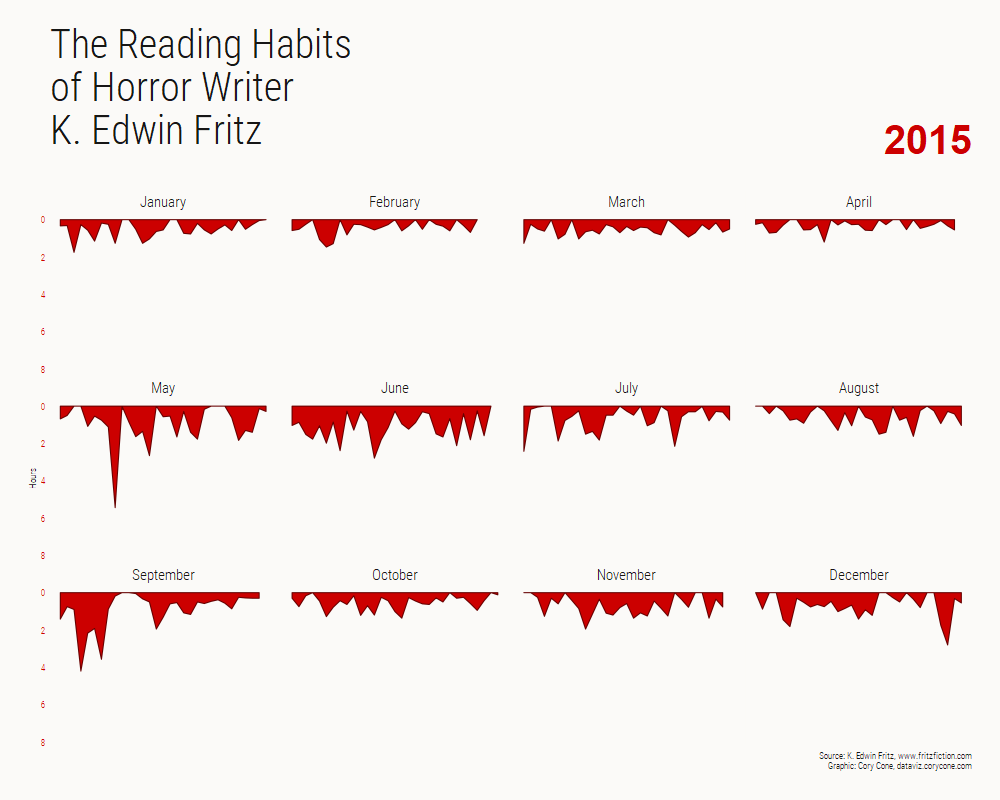 The Reading Habits
of Horror Writer
K. Edwin Fritz
2015
January February March April
0
2
4
6
8
May June July August
0
2
Hours
4
6
8
September October November December
0
2
4
6
8
Source: K. Edwin Fritz, www.fritzfiction.com
Graphic: Cory Cone, dataviz.corycone.com